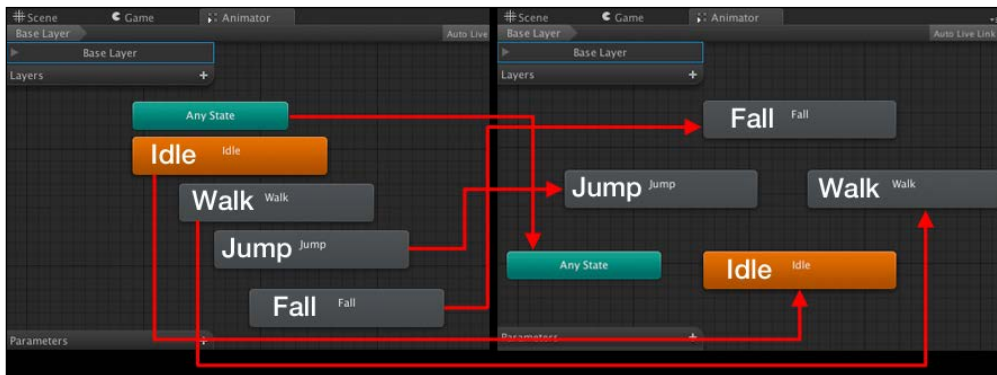 Scene Game Animator
Base Layer Auto Live
Base Layer
Layers +
Any State
Idle Idle
Walk Walk
Jump Jump
Fall Fall
Parameters +
Scene Game Animator
Base Layer Auto Live Link
Base Layer
Layers +
Fall Fall
Jump Jump Walk Walk
Any State Idle Idle
Parameters +